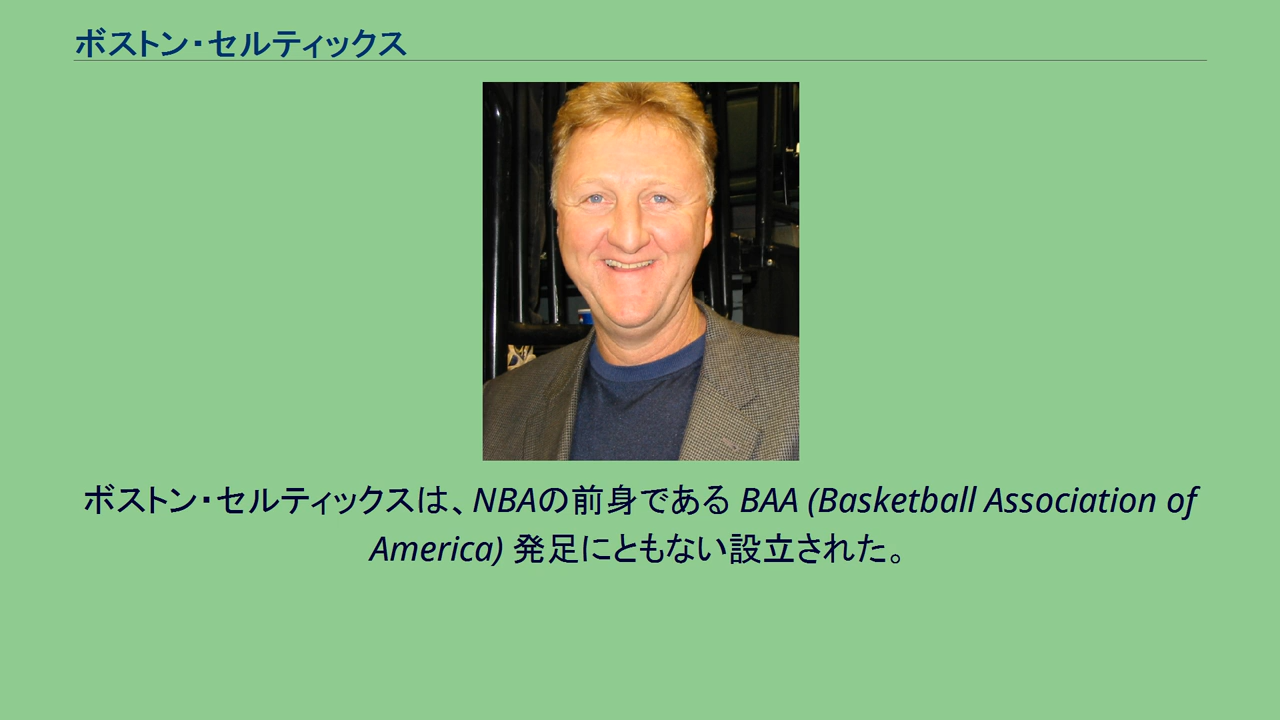 ボストン・セルティックス
ボストン・セルティックスは、NBAの前身である BAA (Basketball Association of
America) 発足にともない設立された。